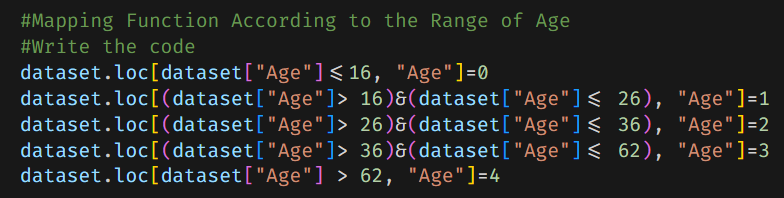 #Mapping Function According to the Range of Age
#Write the code
dataset.loc[dataset["Age"]<=16, "Age"]=0
dataset.loc[(dataset["Age"]> 16)&(dataset["Age"]<= 26), "Age"]=1
dataset.loc[(dataset["Age"]> 26)&(dataset["Age"]<= 36), "Age"]=2
dataset.loc[(dataset["Age"]> 36)&(dataset["Age"]<= 62), "Age"]=3
dataset.loc[dataset["Age"] > 62, "Age"]=4